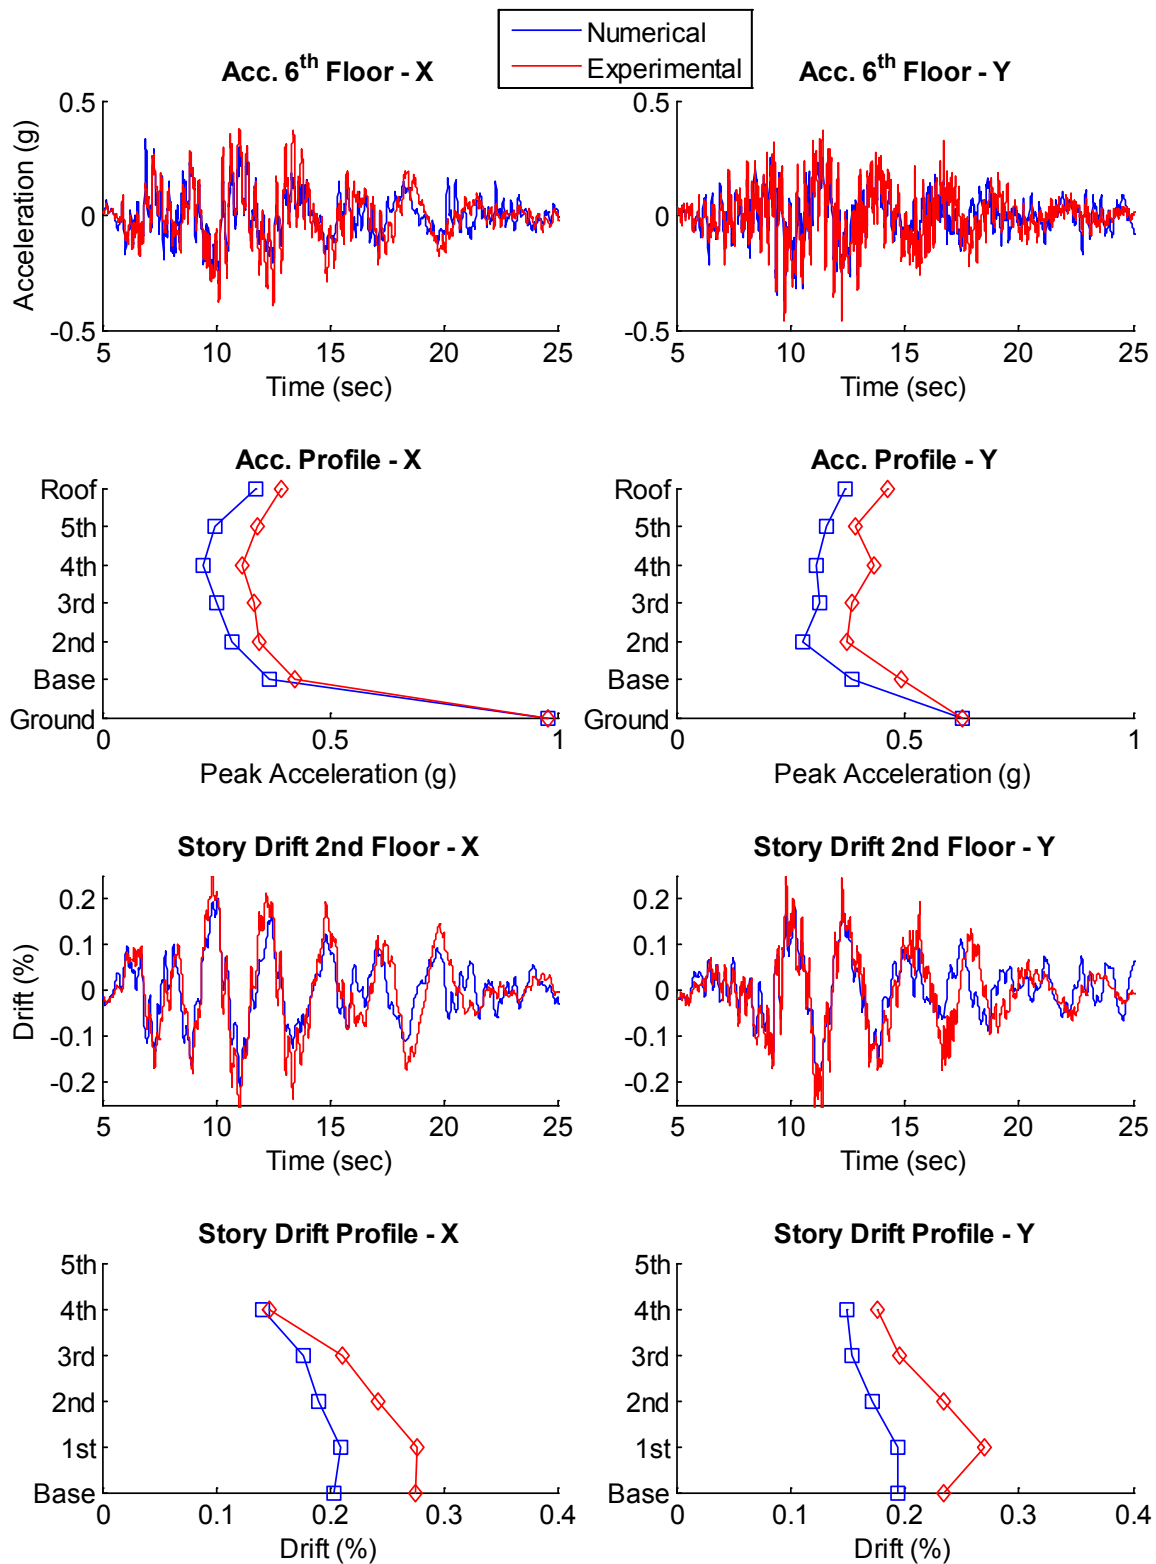 Numerical
Experimental
Acc. 6th Floor - X
Acc. 6th Floor - Y
0.5
0
-0.5
Acceleration (g)
5 10 15 20 25
Time (sec)
0.5
0
-0.5
5 10 15 20 25
Time (sec)
Acc. Profile - X
Roof
5th
4th
3rd
2nd
Base
Ground
0 0.5 1
Peak Acceleration (g)
Acc. Profile - Y
Roof
5th
4th
3rd
2nd
Base
Ground
0 0.5 1
Peak Acceleration (g)
Story Drift 2nd Floor - X
0.2
0.1
0
-0.1
-0.2
Drift (%)
5 10 15 20 25
Time (sec)
Story Drift 2nd Floor - Y
0.2
0.1
0
-0.1
-0.2
5 10 15 20 25
Time (sec)
Story Drift Profile - X
5th
4th
3rd
2nd
1st
Base
0 0.1 0.2 0.3 0.4
Drift (%)
Story Drift Profile - Y
5th
4th
3rd
2nd
1st
Base
0 0.1 0.2 0.3 0.4
Drift (%)